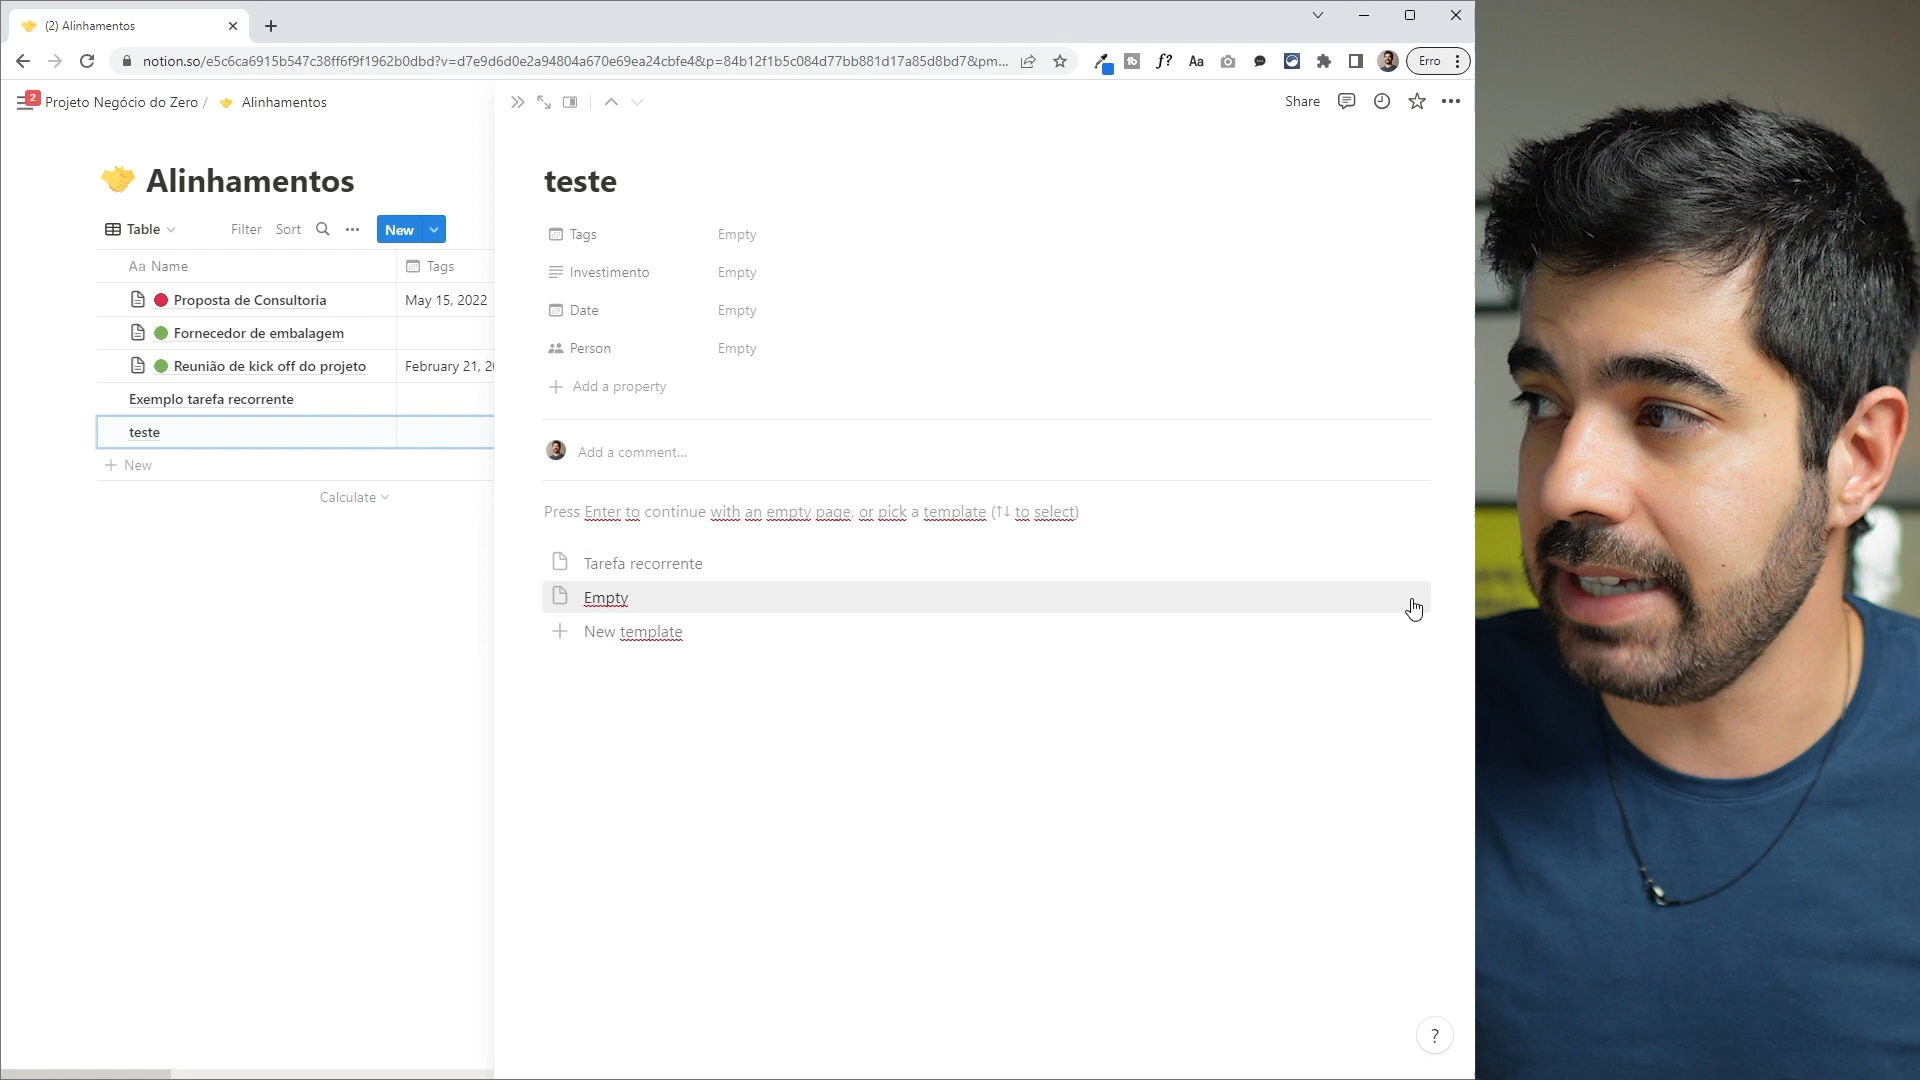 (2) Alinhamentos
notion.so/e5c6ca6915b547c38ff6f9f1962b0dbd?v=d7e9d6d0e2a94804a670e69ea24cbfe4&p=84b12f1b5c084d77bb881d17a85d8bd7&pm...
Erro
2 Projeto Negócio do Zero / Alinhamentos
Share
Alinhamentos
Table
Filter
Sort
New
Aa Name
Tags
Proposta de Consultoria
May 15, 2022
Fornecedor de embalagem
Reunião de kick off do projeto
February 21, 20
Exemplo tarefa recorrente
teste
+ New
Calculate
teste
Tags Empty
Investimento Empty
Date Empty
Person Empty
+ Add a property
Add a comment...
Press Enter to continue with an empty page, or pick a template (↑↓ to select)
Tarefa recorrente
Empty
+ New template
?